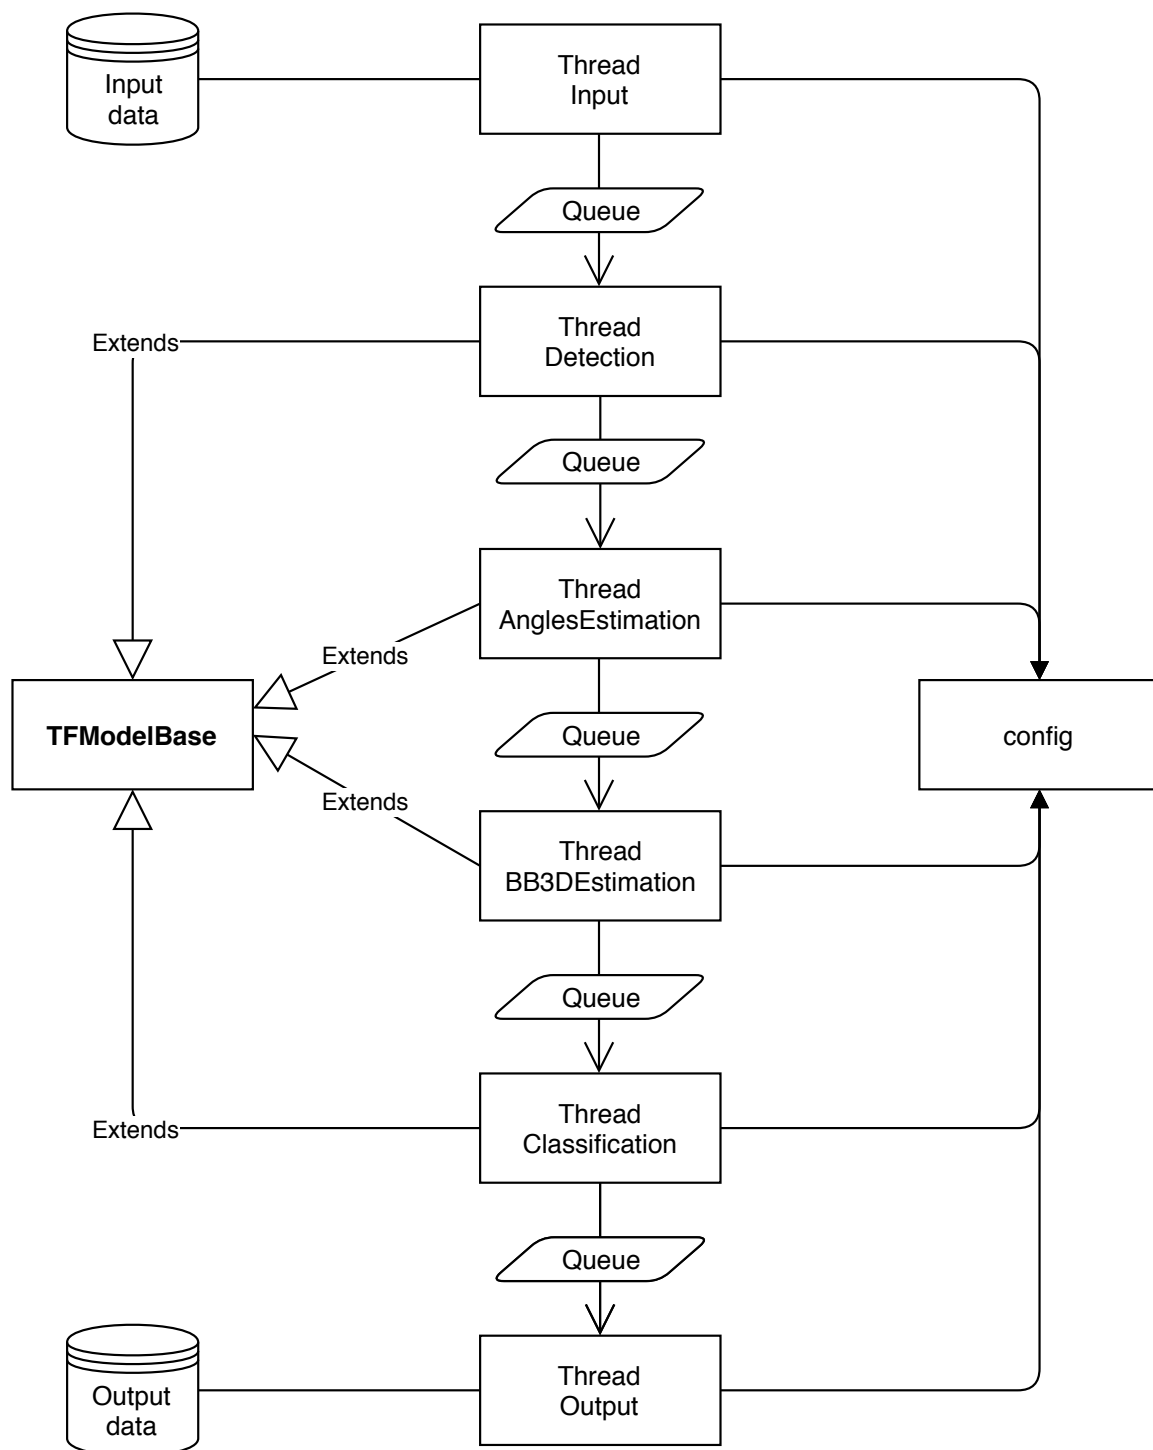 Input
data
Thread
Input
Queue
Extends
Thread
Detection
Queue
Thread
AnglesEstimation
Extends
TFModelBase
Queue
config
Extends
Thread
BB3DEstimation
Queue
Extends
Thread
Classification
Queue
Output
data
Thread
Output